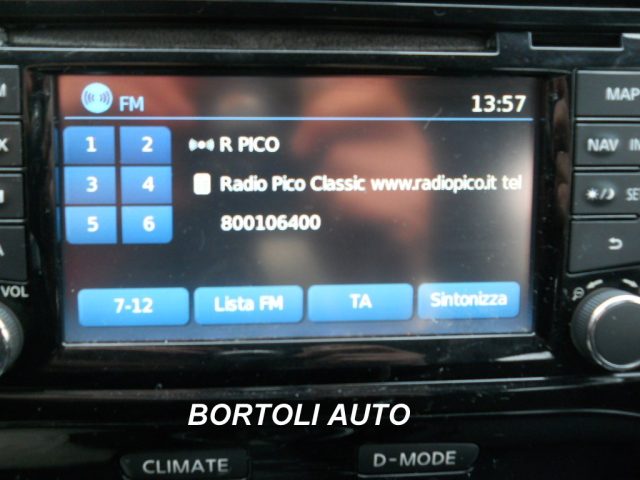 FM 13:57
1 2 R PICO
3 4 Radio Pico Classic www.radiopico.it tel
5 6 800106400
7-12 Lista FM TA Sintonizza
MAP
NAV
VOL
BORTOLI AUTO
CLIMATE D-MODE